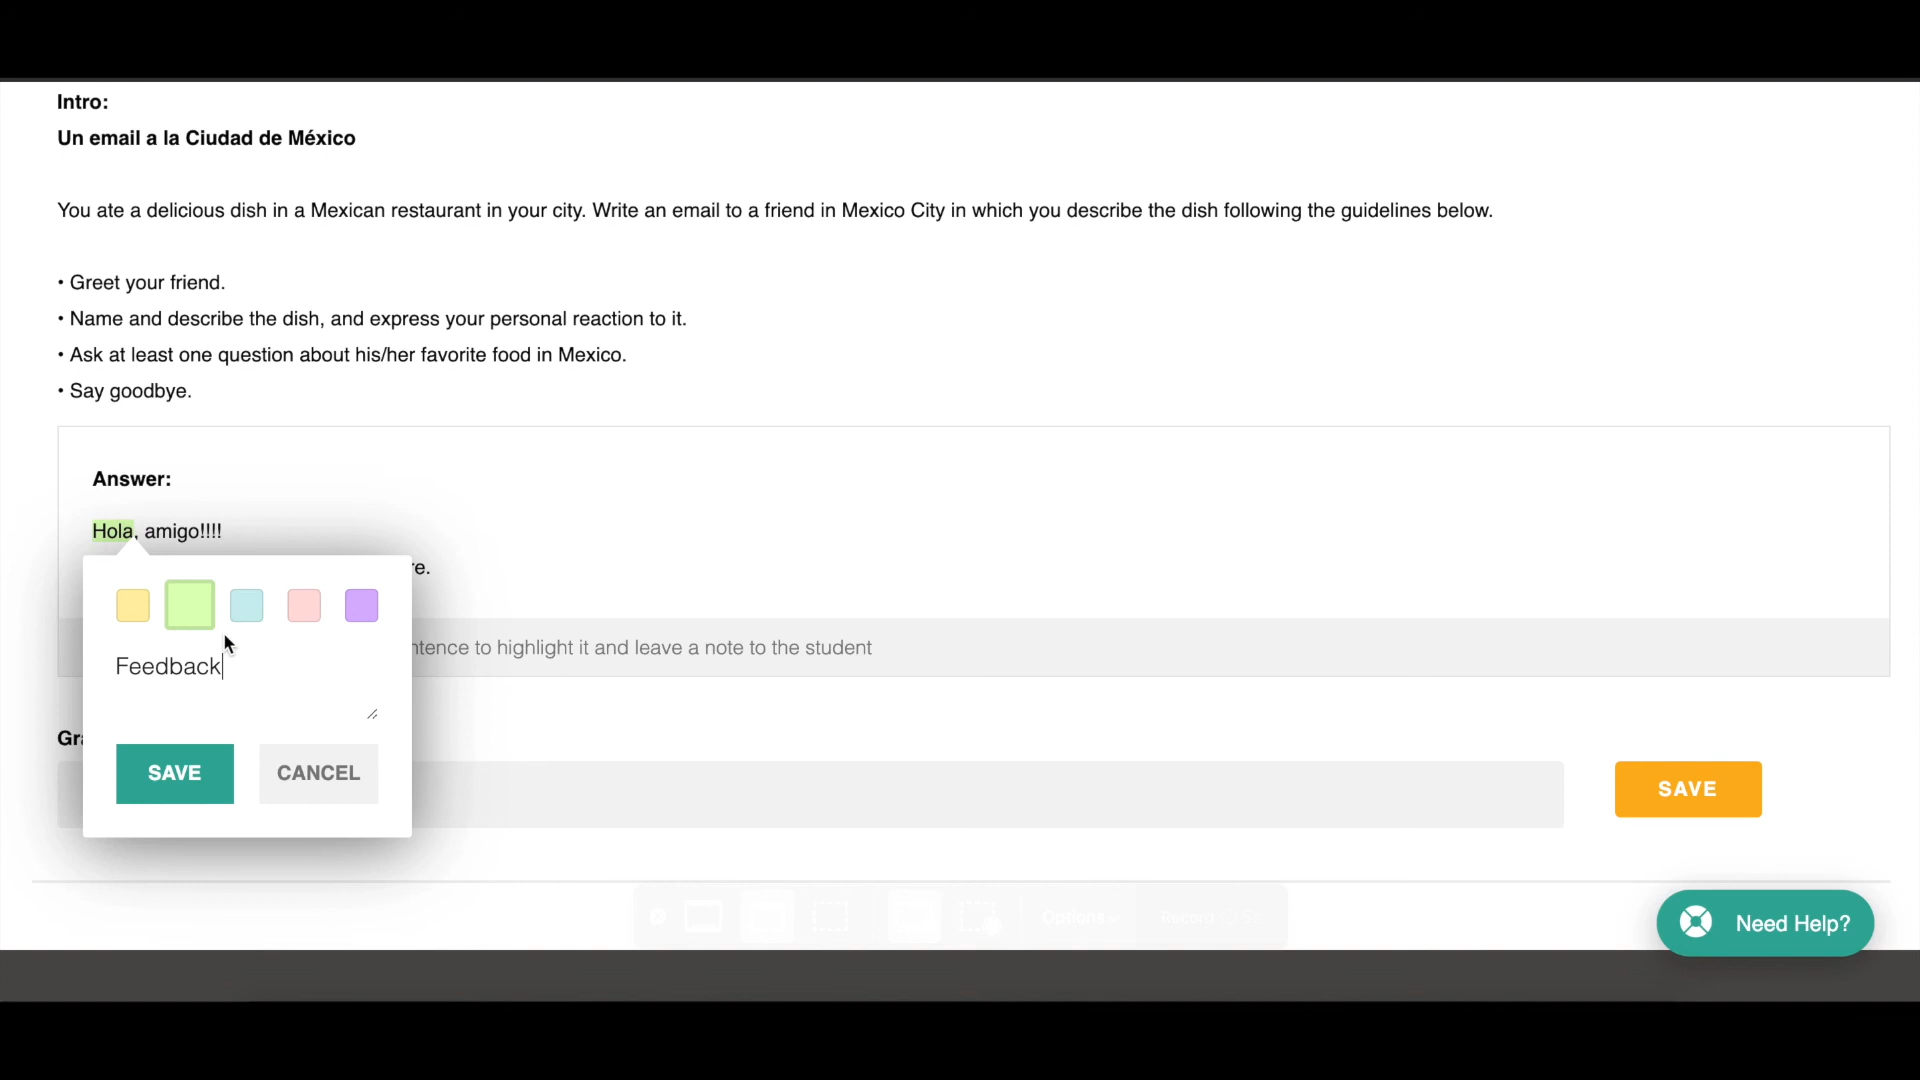 Intro:
Un email a la Ciudad de México
You ate a delicious dish in a Mexican restaurant in your city. Write an email to a friend in Mexico City in which you describe the dish following the guidelines below.
• Greet your friend.
• Name and describe the dish, and express your personal reaction to it.
• Ask at least one question about his/her favorite food in Mexico.
• Say goodbye.
Answer:
Hola, amigo!!!!
re.
ntence to highlight it and leave a note to the student
Feedback
Gra
SAVE
CANCEL
SAVE
Options
Record
Need Help?